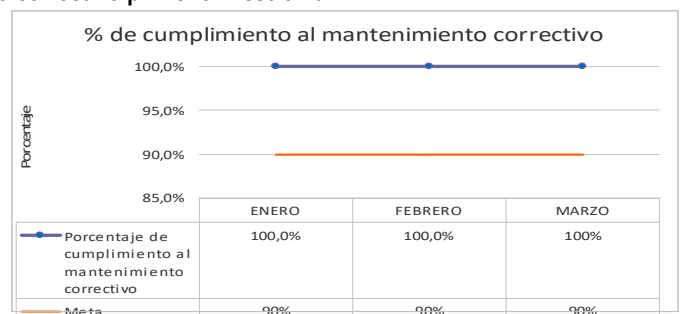 % de cumplimiento al mantenimiento correctivo
100,0%
95,0%
90,0%
85,0%
Porcentaje
ENERO FEBRERO MARZO
Porcentaje de cumplimiento al mantenimiento correctivo 100,0% 100,0% 100%
Meta 90% 90% 90%